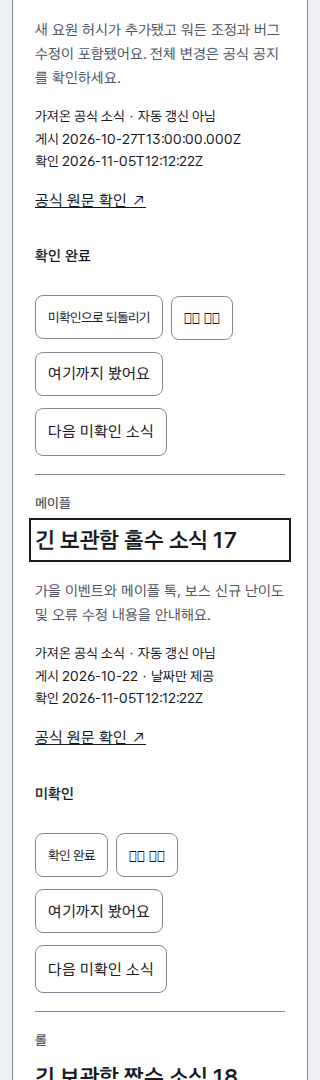 새 요원 허시가 추가됐고 워든 조정과 버그
수정이 포함됐어요. 전체 변경은 공식 공지
를 확인하세요.
가져온 공식 소식 · 자동 갱신 아님
게시 2026-10-27T13:00:00.000Z
확인 2026-11-05T12:12:22Z
공식 원문 확인 ↗
확인 완료
미확인으로 되돌리기
여기까지 봤어요
다음 미확인 소식
메이플
긴 보관함 홀수 소식 17
가을 이벤트와 메이플 톡, 보스 신규 난이도
및 오류 수정 내용을 안내해요.
가져온 공식 소식 · 자동 갱신 아님
게시 2026-10-22 · 날짜만 제공
확인 2026-11-05T12:12:22Z
공식 원문 확인 ↗
미확인
확인 완료
여기까지 봤어요
다음 미확인 소식
롤
긴 보관함 짝수 소식 18